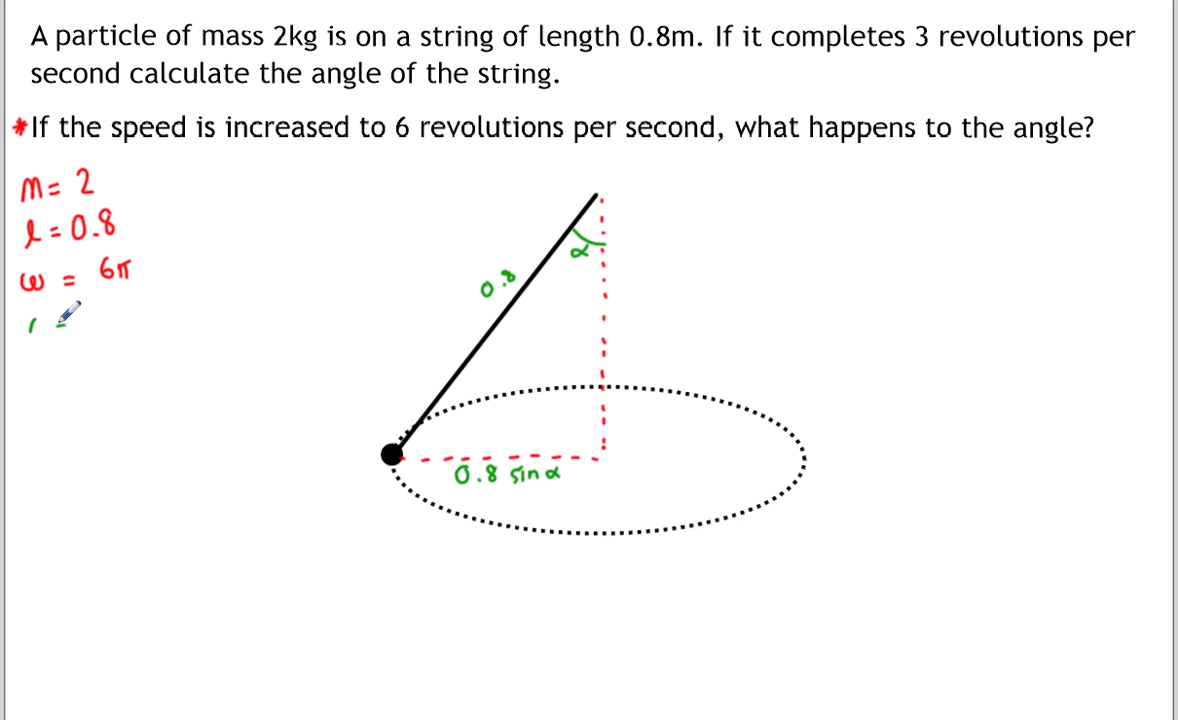 A particle of mass 2kg is on a string of length 0.8m. If it completes 3 revolutions per
second calculate the angle of the string.
*If the speed is increased to 6 revolutions per second, what happens to the angle?
m = 2
l = 0.8
ω = 6π
r =
0.8
α
0.8 sin α